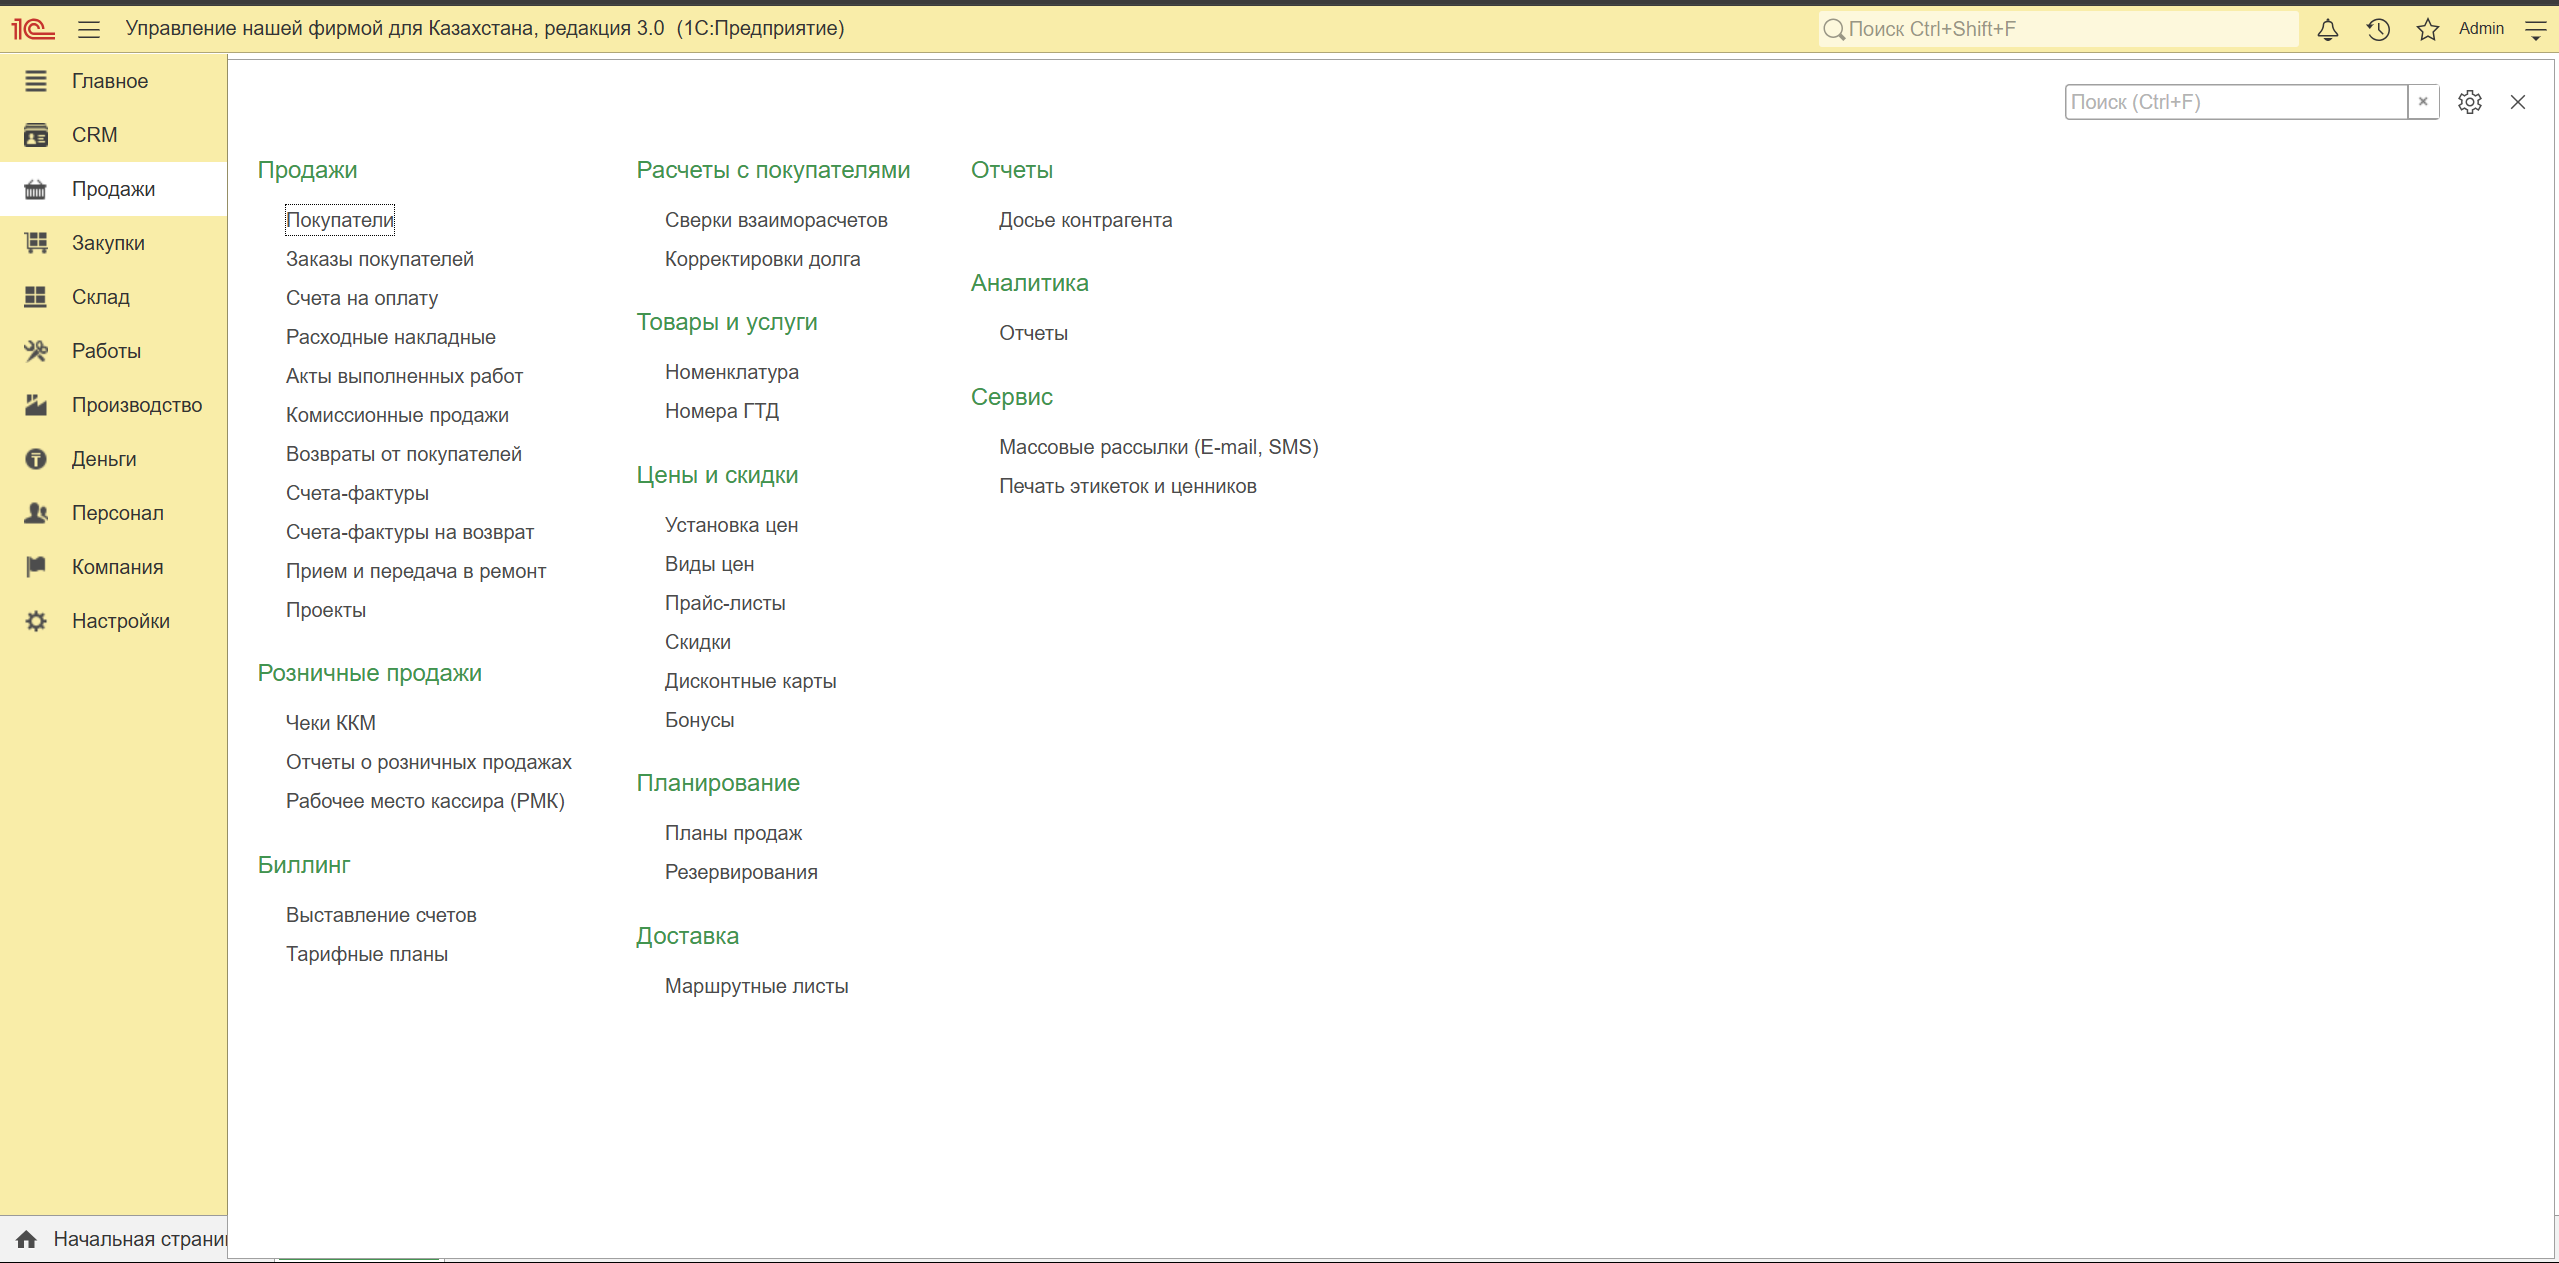 1С Управление нашей фирмой для Казахстана, редакция 3.0 (1С:Предприятие) Поиск Ctrl+Shift+F Admin
Главное
CRM
Продажи
Закупки
Склад
Работы
Производство
Деньги
Персонал
Компания
Настройки
Поиск (Ctrl+F)
Продажи
Покупатели
Заказы покупателей
Счета на оплату
Расходные накладные
Акты выполненных работ
Комиссионные продажи
Возвраты от покупателей
Счета-фактуры
Счета-фактуры на возврат
Прием и передача в ремонт
Проекты
Розничные продажи
Чеки ККМ
Отчеты о розничных продажах
Рабочее место кассира (РМК)
Биллинг
Выставление счетов
Тарифные планы
Расчеты с покупателями
Сверки взаиморасчетов
Корректировки долга
Товары и услуги
Номенклатура
Номера ГТД
Цены и скидки
Установка цен
Виды цен
Прайс-листы
Скидки
Дисконтные карты
Бонусы
Планирование
Планы продаж
Резервирования
Доставка
Маршрутные листы
Отчеты
Досье контрагента
Аналитика
Отчеты
Сервис
Массовые рассылки (E-mail, SMS)
Печать этикеток и ценников
Начальная страни